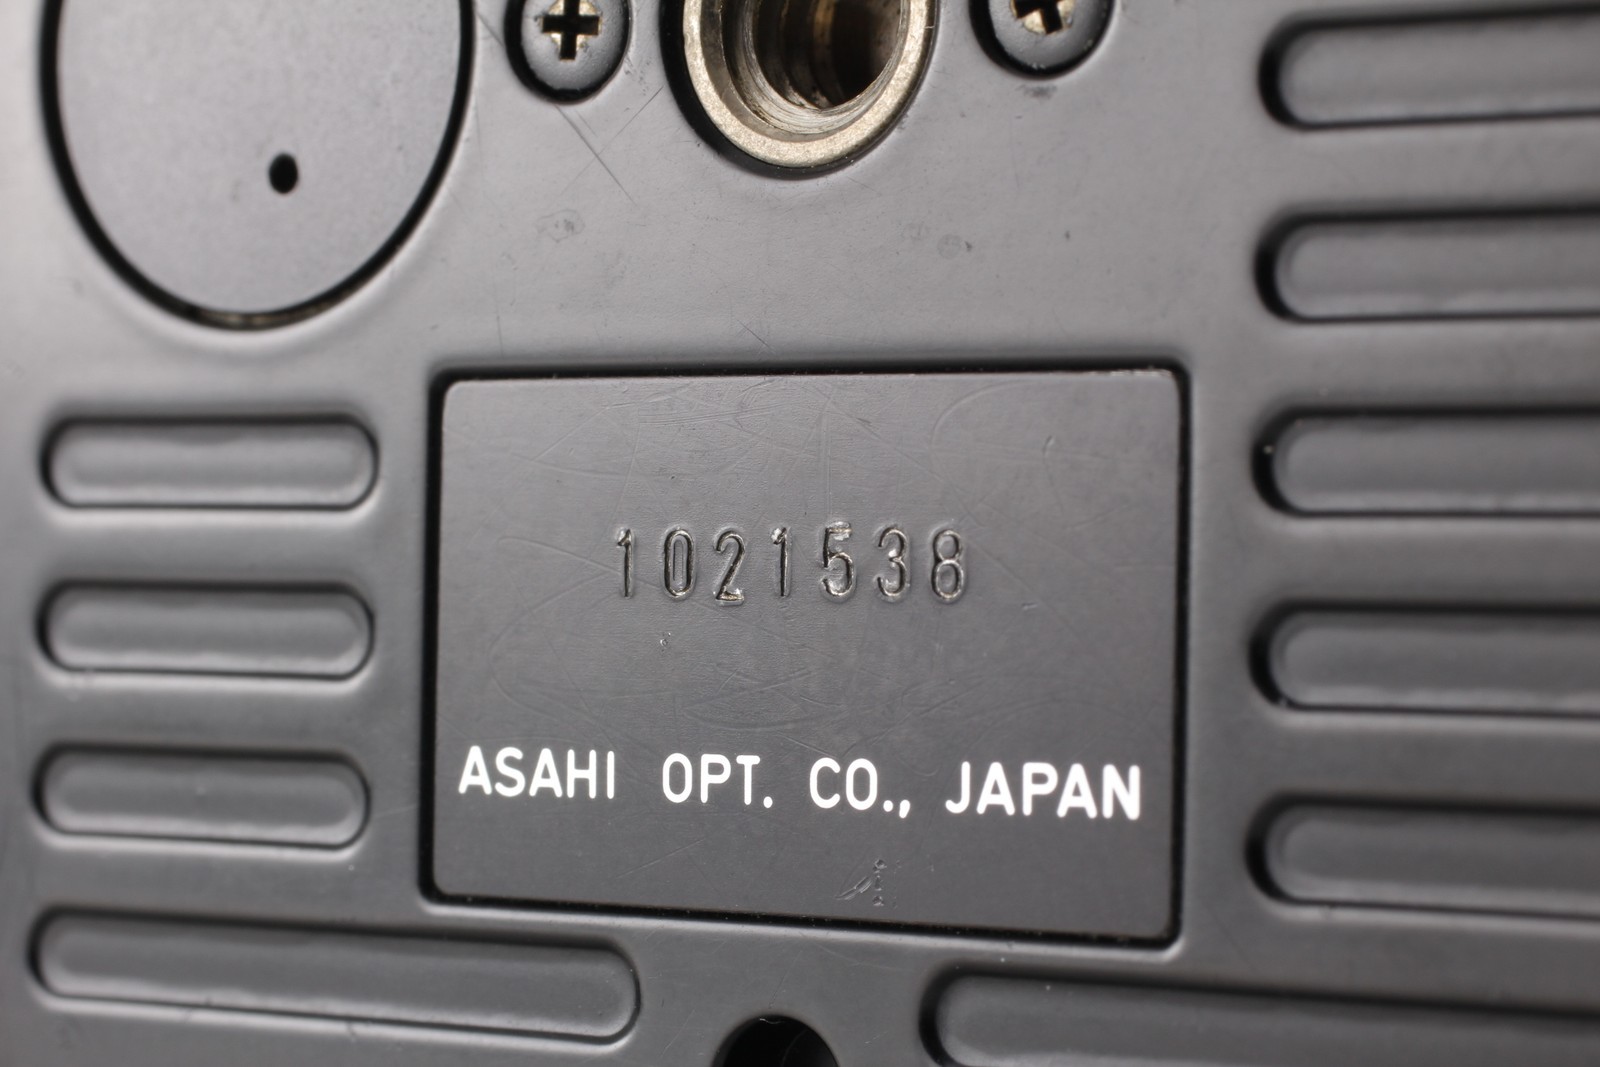 1021538
ASAHI OPT. CO., JAPAN